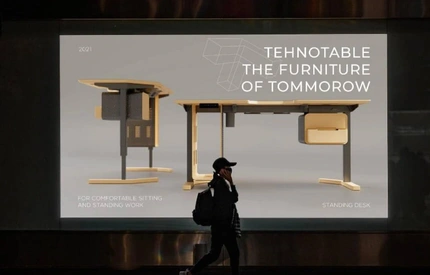 2021
TEHNOTABLE
THE FURNITURE
OF TOMMOROW
FOR COMFORTABLE SITTING
AND STANDING WORK
STANDING DESK